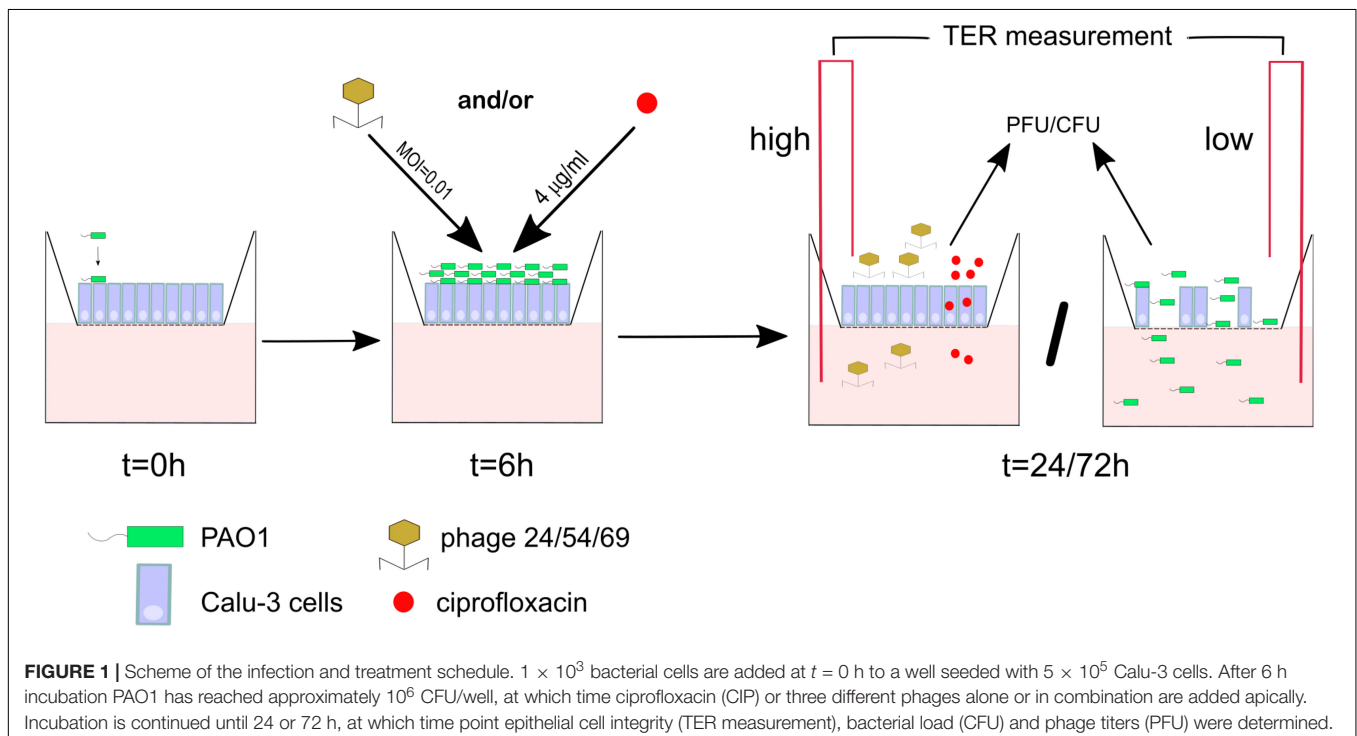 TER measurement
and/or
high
PFU/CFU
low
MOI=0.01
4 µg/ml
t=0h
t=6h
t=24/72h
PAO1
phage 24/54/69
Calu-3 cells
ciprofloxacin
FIGURE 1 | Scheme of the infection and treatment schedule. 1 × 10³ bacterial cells are added at t = 0 h to a well seeded with 5 × 10⁵ Calu-3 cells. After 6 h
incubation PAO1 has reached approximately 10⁶ CFU/well, at which time ciprofloxacin (CIP) or three different phages alone or in combination are added apically.
Incubation is continued until 24 or 72 h, at which time point epithelial cell integrity (TER measurement), bacterial load (CFU) and phage titers (PFU) were determined.